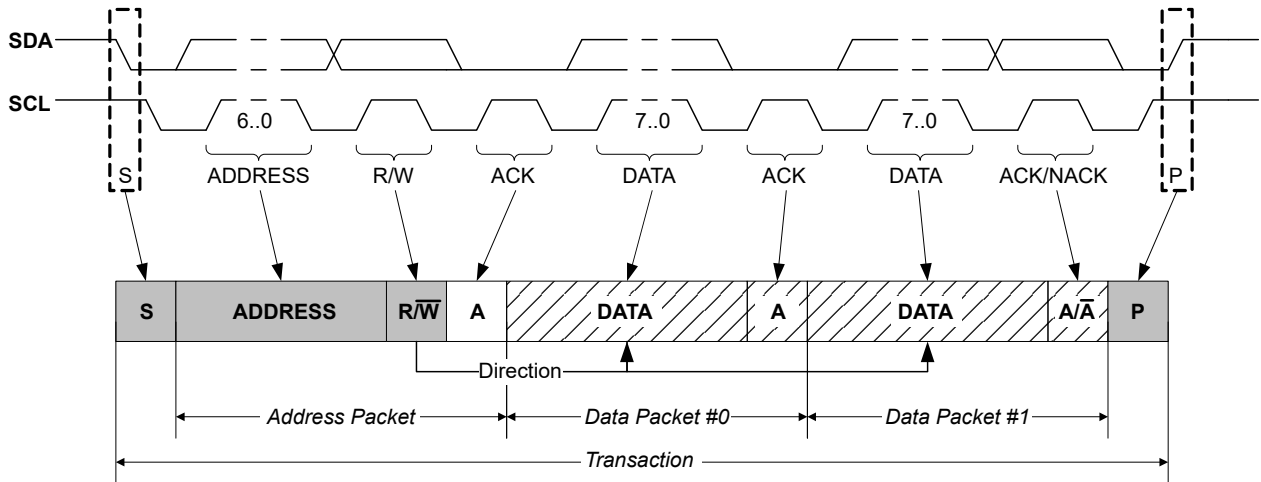 SDA
SCL
6..0 7..0 7..0
S ADDRESS R/W ACK DATA ACK DATA ACK/NACK P
S ADDRESS R/W̅ A DATA A DATA A/A̅ P
Direction
Address Packet Data Packet #0 Data Packet #1
Transaction